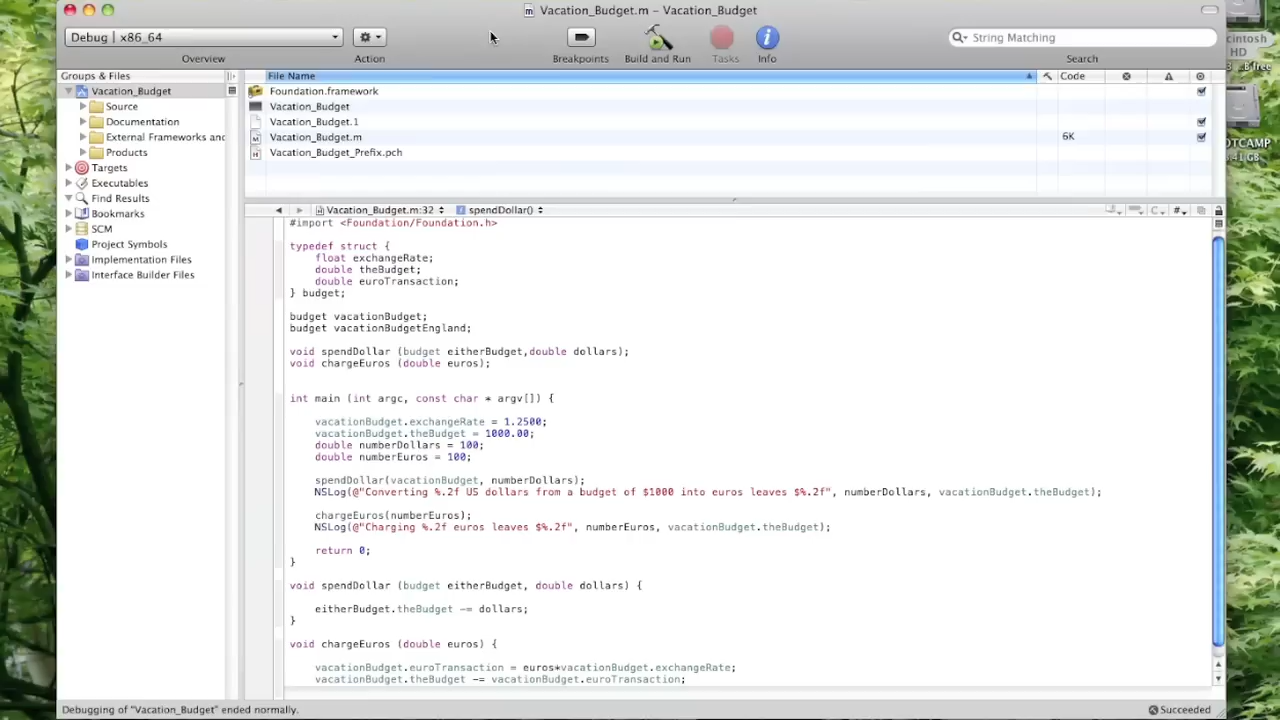 Vacation_Budget.m – Vacation_Budget
Debug | x86_64
String Matching
Overview
Action
Breakpoints
Build and Run
Tasks
Info
Search
Groups & Files
File Name
Code
Vacation_Budget
Source
Documentation
External Frameworks and
Products
Targets
Executables
Find Results
Bookmarks
SCM
Project Symbols
Implementation Files
Interface Builder Files
Foundation.framework
Vacation_Budget
Vacation_Budget.1
Vacation_Budget.m 6K
Vacation_Budget_Prefix.pch
Vacation_Budget.m:32 spendDollar() #
#import <Foundation/Foundation.h>
typedef struct {
float exchangeRate;
double theBudget;
double euroTransaction;
} budget;
budget vacationBudget;
budget vacationBudgetEngland;
void spendDollar (budget eitherBudget,double dollars);
void chargeEuros (double euros);
int main (int argc, const char * argv[]) {
vacationBudget.exchangeRate = 1.2500;
vacationBudget.theBudget = 1000.00;
double numberDollars = 100;
double numberEuros = 100;
spendDollar(vacationBudget, numberDollars);
NSLog(@"Converting %.2f US dollars from a budget of $1000 into euros leaves $%.2f", numberDollars, vacationBudget.theBudget);
chargeEuros(numberEuros);
NSLog(@"Charging %.2f euros leaves $%.2f", numberEuros, vacationBudget.theBudget);
return 0;
}
void spendDollar (budget eitherBudget, double dollars) {
eitherBudget.theBudget -= dollars;
}
void chargeEuros (double euros) {
vacationBudget.euroTransaction = euros*vacationBudget.exchangeRate;
vacationBudget.theBudget -= vacationBudget.euroTransaction;
Debugging of "Vacation_Budget" ended normally.
Succeeded
HD